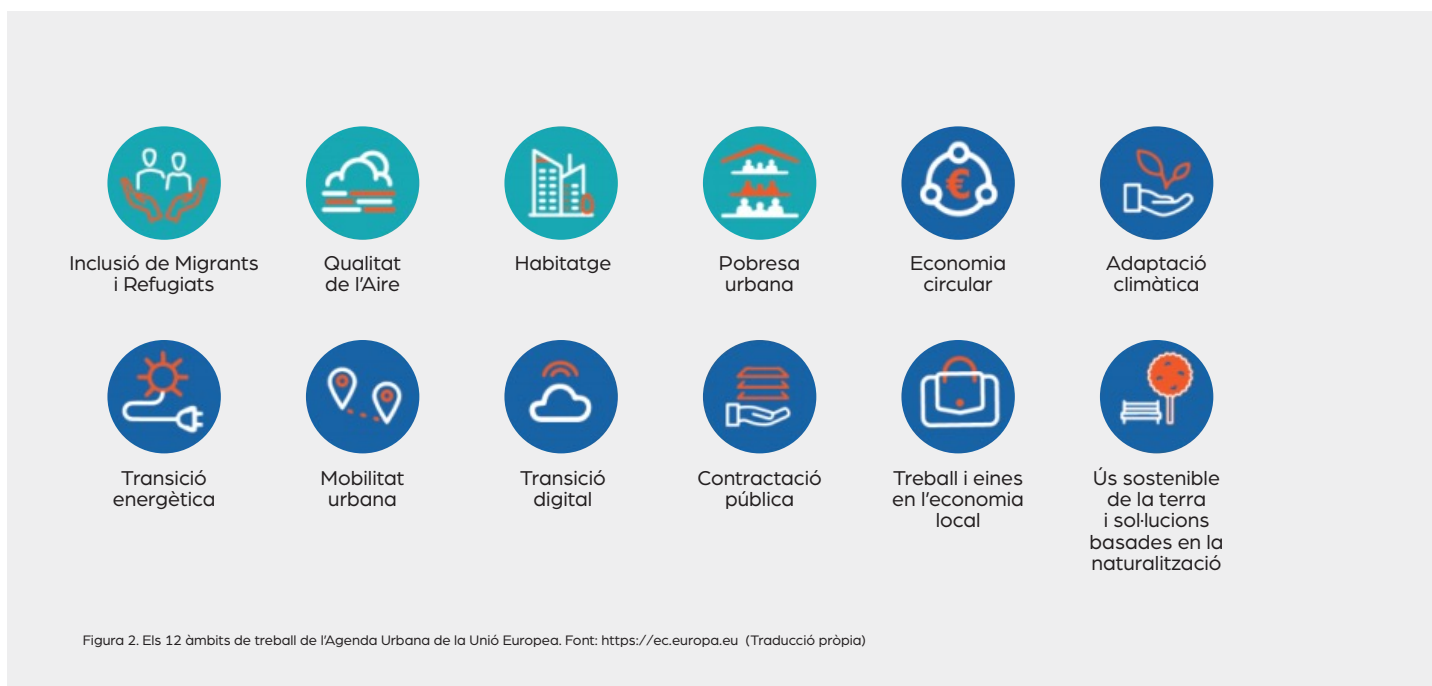 Inclusió de Migrants
i Refugiats
Qualitat
de l'Aire
Habitatge
Pobresa
urbana
Economia
circular
Adaptació
climàtica
Transició
energètica
Mobilitat
urbana
Transició
digital
Contractació
pública
Treball i eines
en l'economia
local
Ús sostenible
de la terra
i sol·lucions
basades en la
naturalització
Figura 2. Els 12 àmbits de treball de l'Agenda Urbana de la Unió Europea. Font: https://ec.europa.eu (Traducció pròpia)